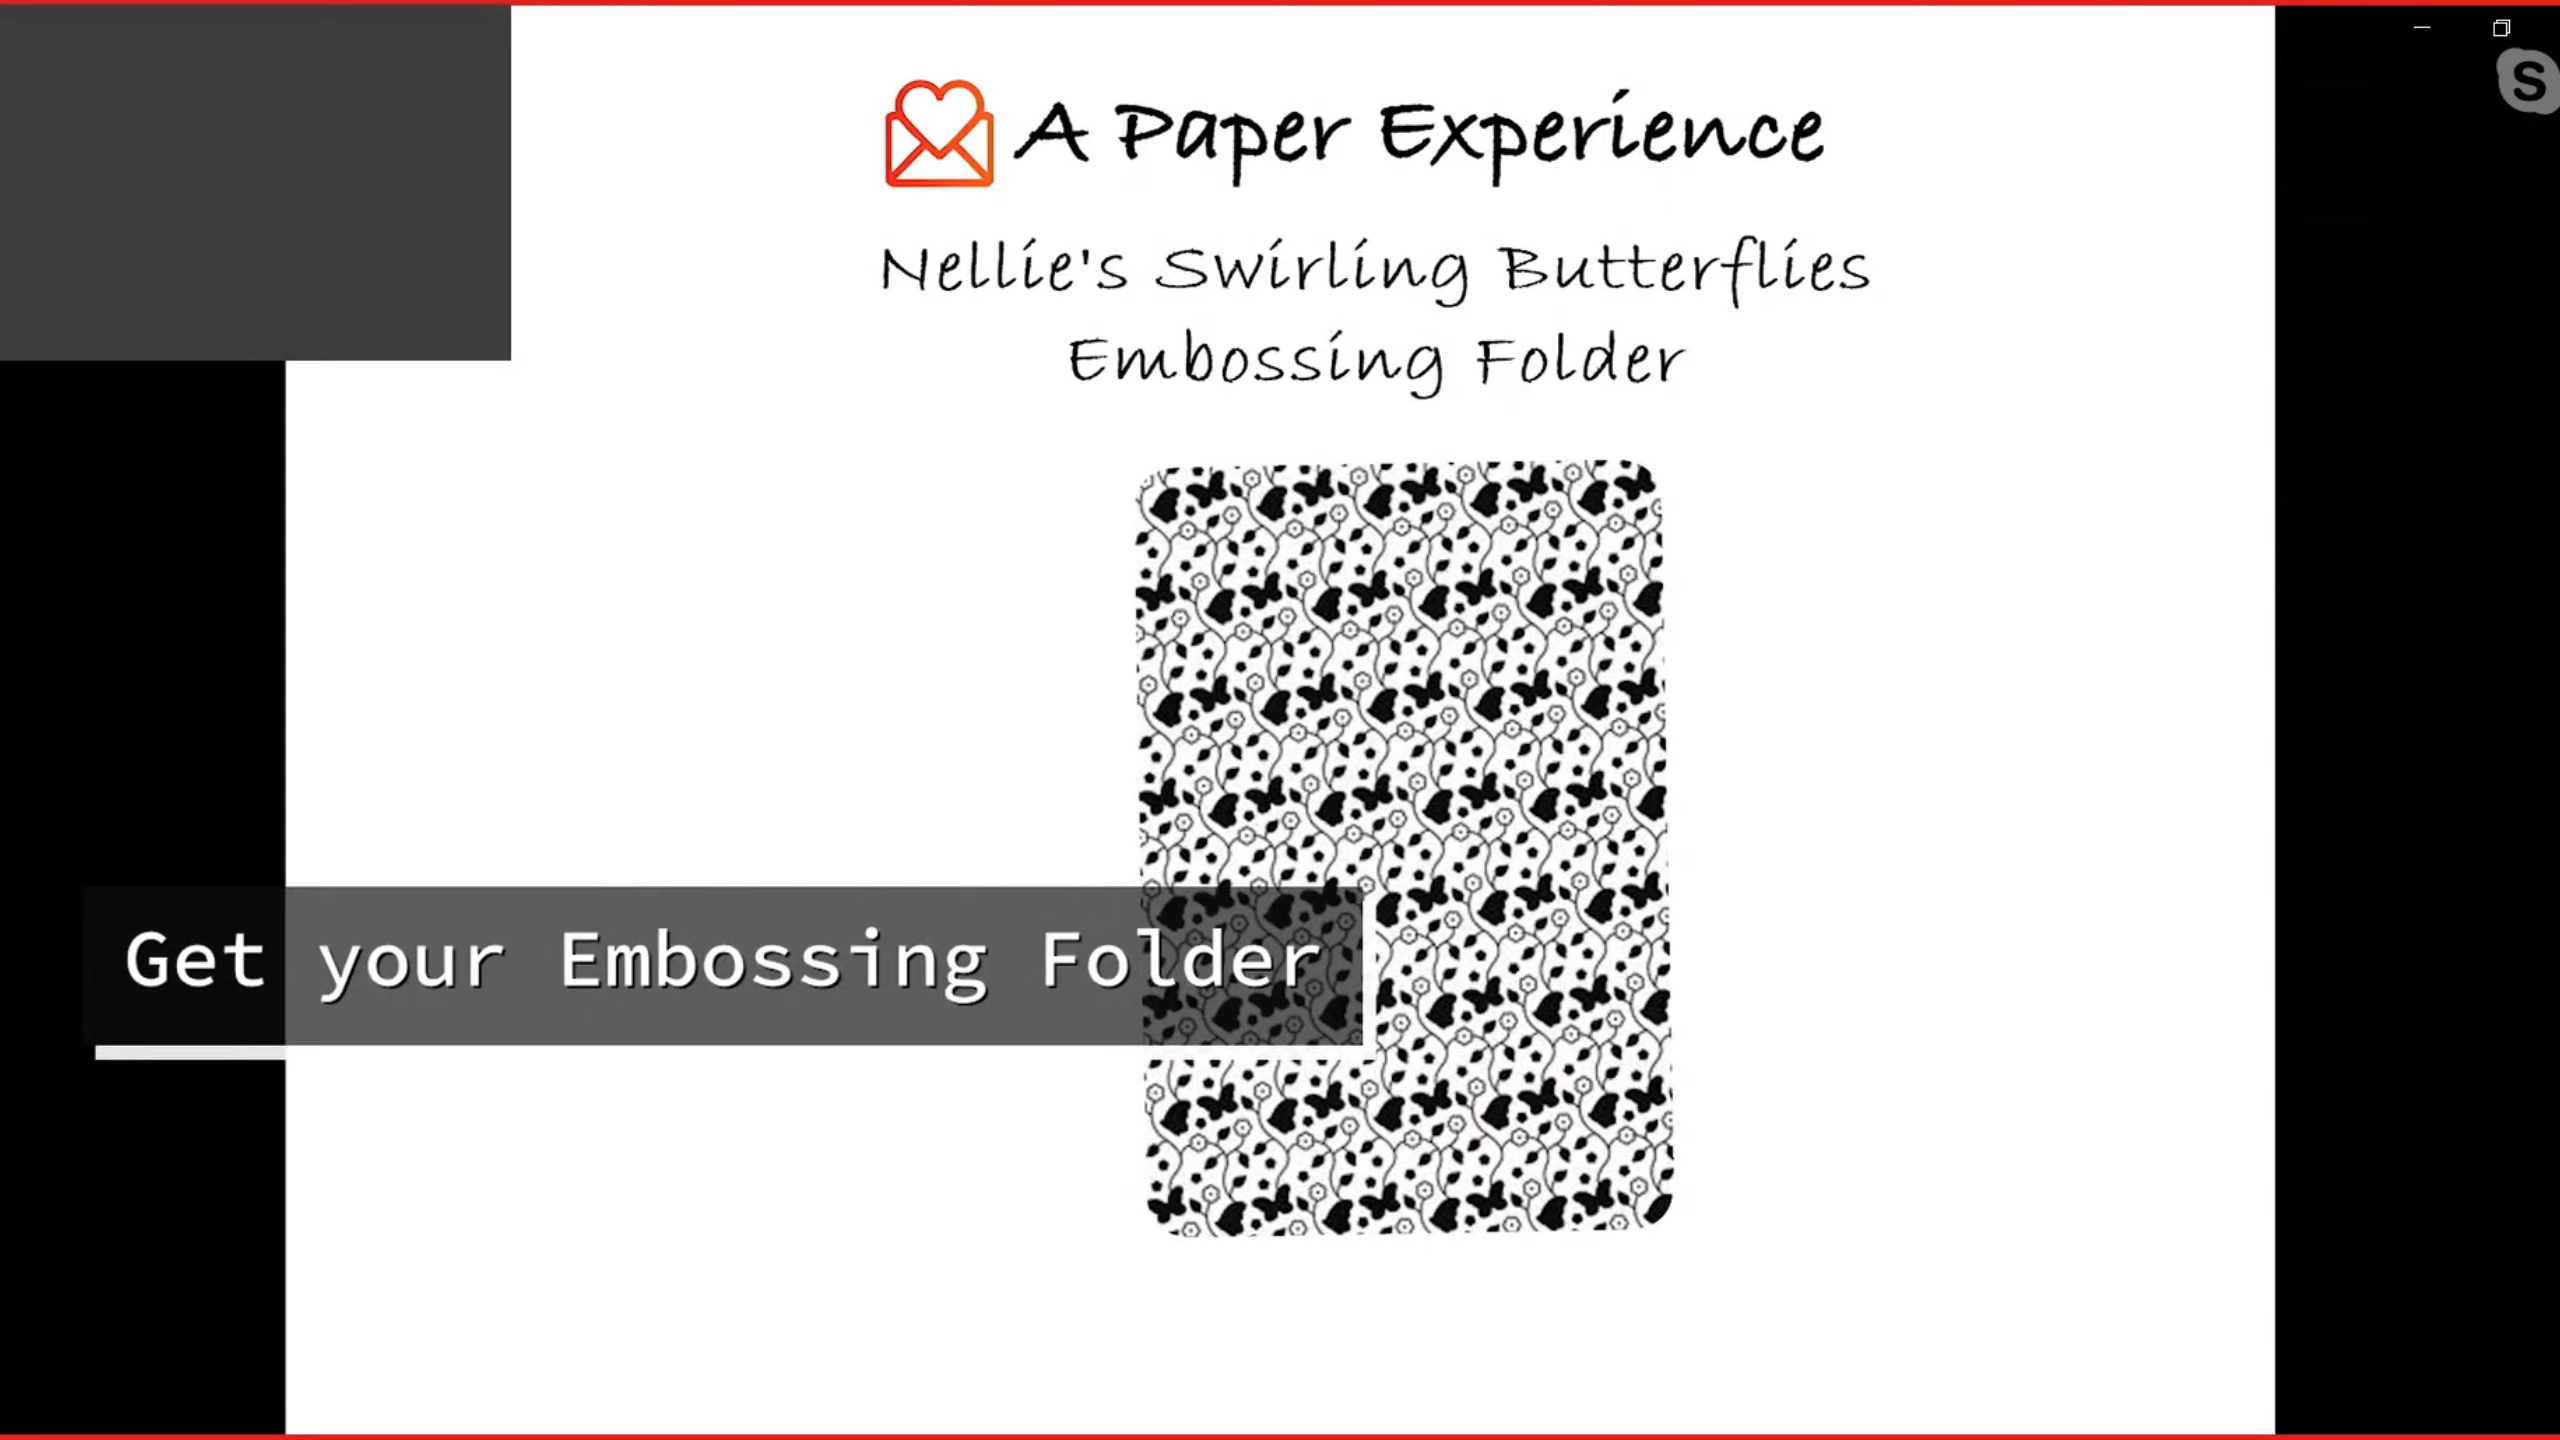 A Paper Experience
Nellie's Swirling Butterflies
Embossing Folder
Get your Embossing Folder
S